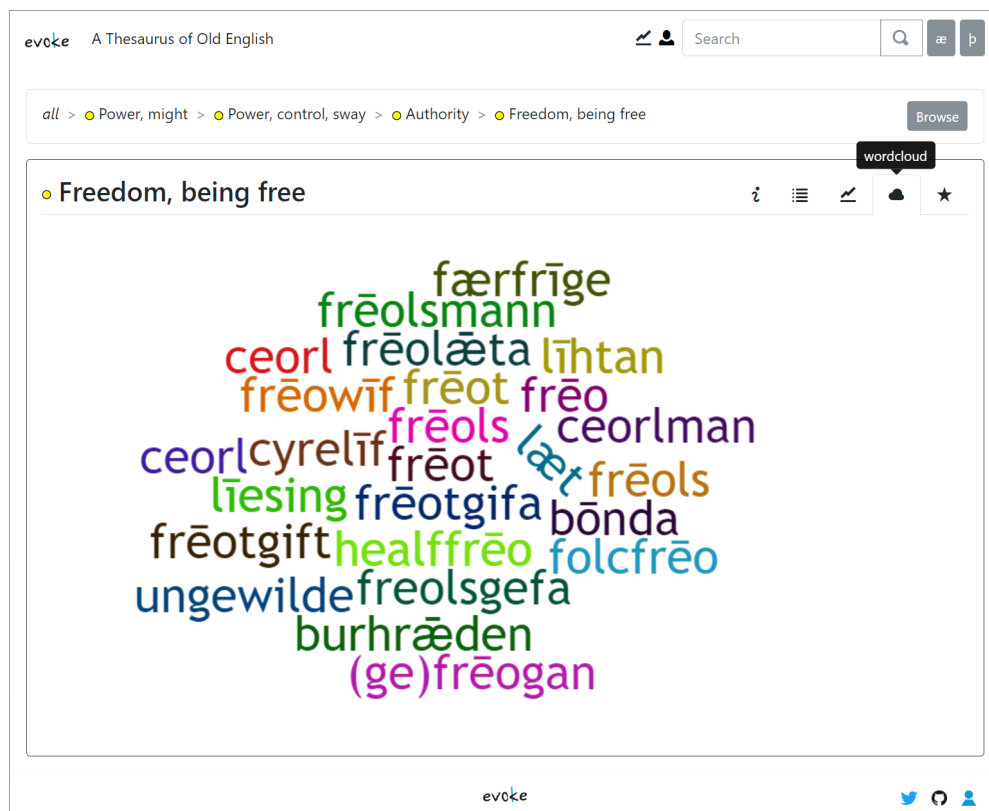 evoke A Thesaurus of Old English Search æ þ
all > Power, might > Power, control, sway > Authority > Freedom, being free Browse
wordcloud
Freedom, being free
færfrīge
frēolsmann
ceorl frēolǣta līhtan
frēowīf frēot frēo
frēols ceorlman
ceorl cyrelīf frēot læt frēols
līesing frēotgifa bōnda
frēotgift healffrēo folcfrēo
ungewilde freolsgefa
burhrǣden
(ge)frēogan
evoke